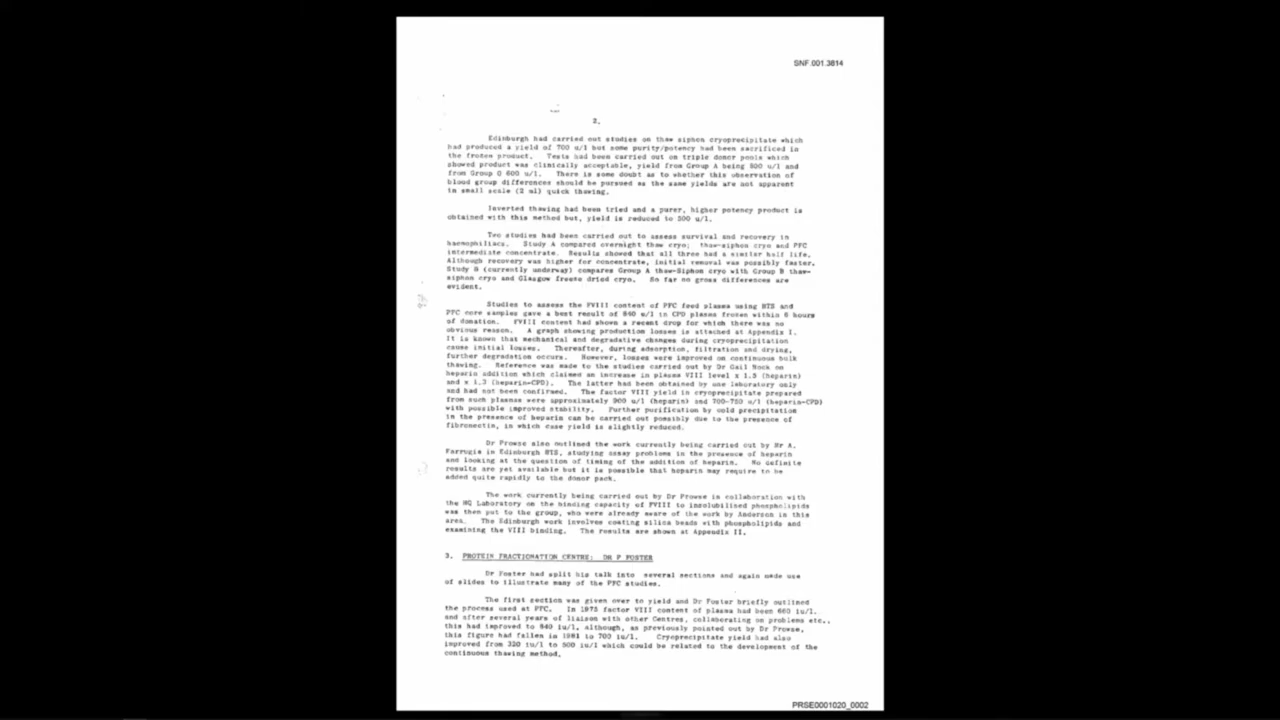 SNF.001.3814
2.
Edinburgh had carried out studies on thaw siphon cryoprecipitate which
had produced a yield of 700 u/l but some purity/potency had been sacrificed in
the frozen product. Tests had been carried out on triple donor pools which
showed product was clinically acceptable, yield from Group A being 800 u/l and
from Group O 600 u/l. There is some doubt as to whether this observation of
blood group differences should be pursued as the same yields are not apparent
in small scale (2 ml) quick thawing.
Inverted thawing had been tried and a purer, higher potency product is
obtained with this method but, yield is reduced to 500 u/l.
Two studies had been carried out to assess survival and recovery in
haemophiliacs. Study A compared overnight thaw cryo; thaw-siphon cryo and PFC
intermediate concentrate. Results showed that all three had a similar half life.
Although recovery was higher for concentrate, initial removal was possibly faster.
Study B (currently underway) compares Group A thaw-Siphon cryo with Group B thaw-
siphon cryo and Glasgow freeze dried cryo. So far no gross differences are
evident.
Studies to assess the FVIII content of PFC feed plasma using BTS and
PFC core samples gave a best result of 840 u/l in CPD plasma frozen within 6 hours
of donation. FVIII content had shown a recent drop for which there was no
obvious reason. A graph showing production losses is attached at Appendix I.
It is known that mechanical and degradative changes during cryoprecipitation
cause initial losses. Thereafter, during adsorption, filtration and drying,
further degradation occurs. However, losses were improved on continuous bulk
thawing. Reference was made to the studies carried out by Dr Gail Rock on
heparin addition which claimed an increase in plasma VIII level x 1.5 (heparin)
and x 1.3 (heparin-CPD). The latter had been obtained by one laboratory only
and had not been confirmed. The factor VIII yield in cryoprecipitate prepared
from such plasmas were approximately 900 u/l (heparin) and 700-750 u/l (heparin-CPD)
with possible improved stability. Further purification by cold precipitation
in the presence of heparin can be carried out possibly due to the presence of
fibronectin, in which case yield is slightly reduced.
Dr Prowse also outlined the work currently being carried out by Mr A.
Farrugia in Edinburgh BTS, studying assay problems in the presence of heparin
and looking at the question of timing of the addition of heparin. No definite
results are yet available but it is possible that heparin may require to be
added quite rapidly to the donor pack.
The work currently being carried out by Dr Prowse in collaboration with
the HQ Laboratory on the binding capacity of FVIII to insolubilised phospholipids
was then put to the group, who were already aware of the work by Anderson in this
area. The Edinburgh work involves coating silica beads with phospholipids and
examining the VIII binding. The results are shown at Appendix II.
3. PROTEIN FRACTIONATION CENTRE: DR P FOSTER
Dr Foster had split his talk into several sections and again made use
of slides to illustrate many of the PFC studies.
The first section was given over to yield and Dr Foster briefly outlined
the process used at PFC. In 1975 factor VIII content of plasma had been 660 iu/l.
and after several years of liaison with other Centres, collaborating on problems etc.,
this had improved to 840 iu/l, although, as previously pointed out by Dr Prowse,
this figure had fallen in 1981 to 700 iu/l. Cryoprecipitate yield had also
improved from 320 iu/l to 500 iu/l which could be related to the development of the
continuous thawing method.
PRSE0001020_0002